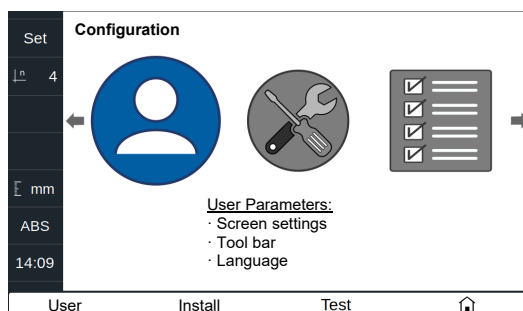 Set
Configuration
n 4
mm
User Parameters:
· Screen settings
ABS
· Tool bar
14:09
· Language
User Install Test